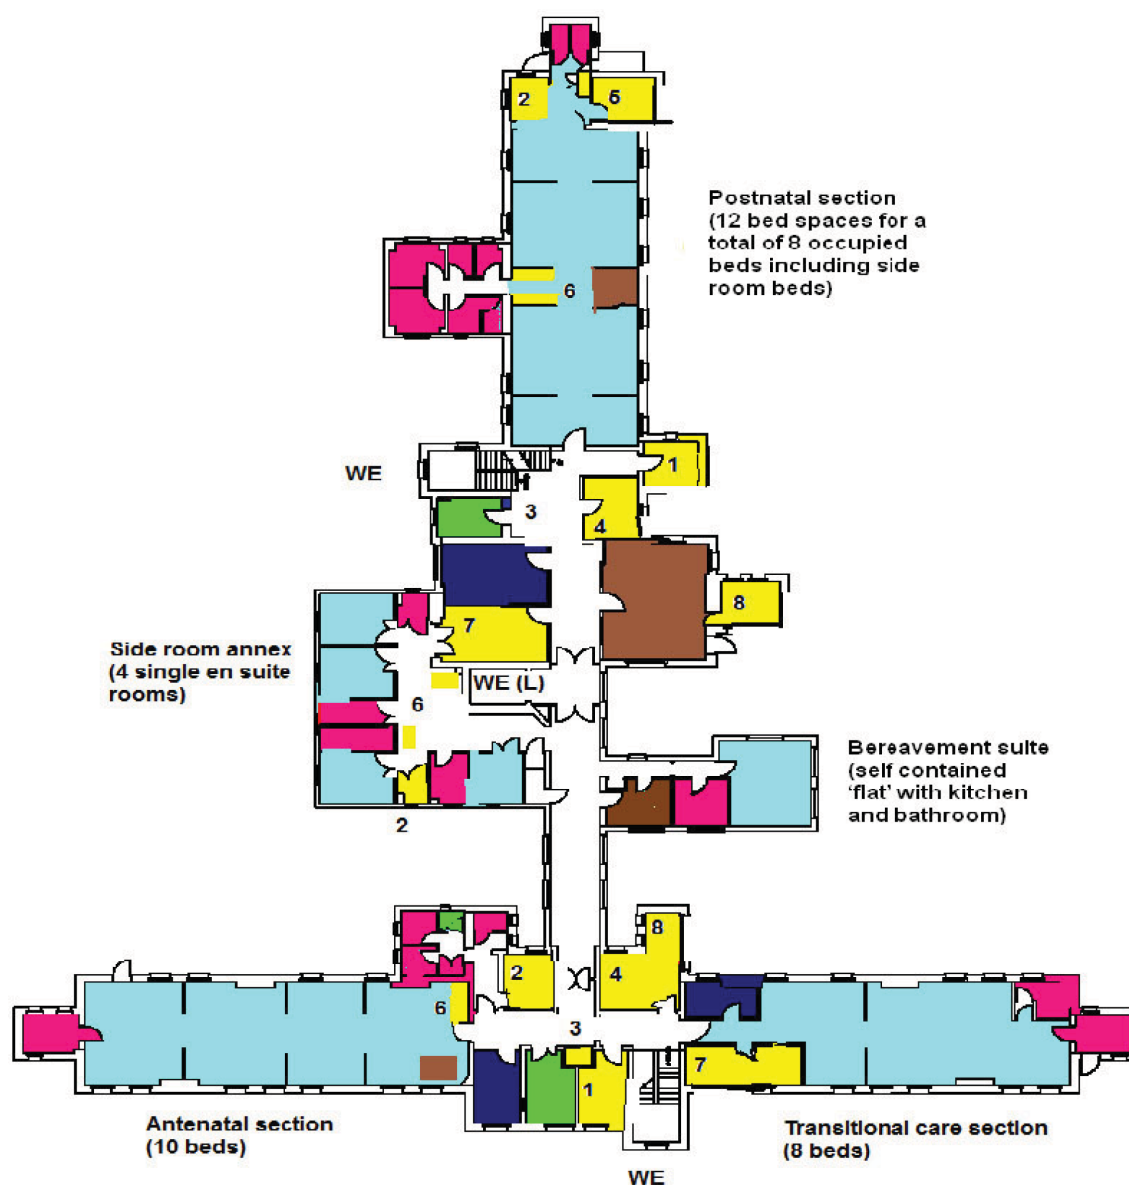 2
5
Postnatal section
(12 bed spaces for a
total of 8 occupied
beds including side
room beds)
6
WE
1
3
4
8
7
Side room annex
(4 single en suite
rooms)
WE (L)
6
Bereavement suite
(self contained
‘flat’ with kitchen
and bathroom)
2
8
2
4
6
3
7
1
Antenatal section
(10 beds)
Transitional care section
(8 beds)
WE